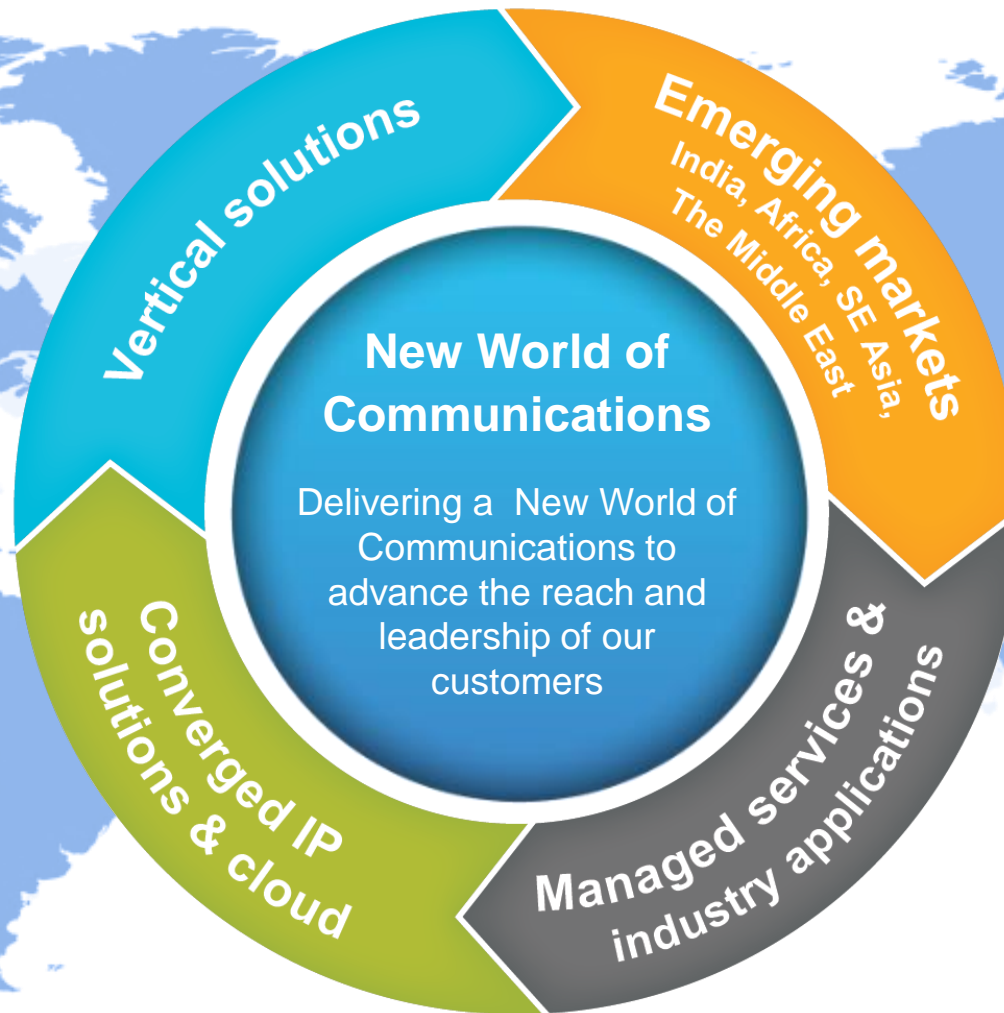 Vertical solutions
Emerging markets
India, Africa, SE Asia,
The Middle East
New World of
Communications
Delivering a New World of
Communications to
advance the reach and
leadership of our
customers
Converged IP
solutions & cloud
Managed services &
industry applications